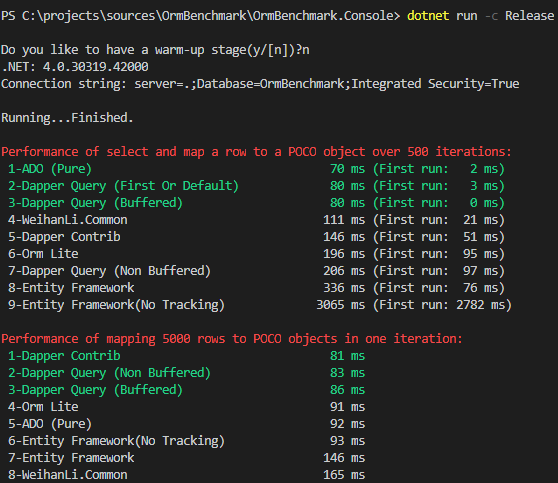 PS C:\projects\sources\OrmBenchmark\OrmBenchmark.Console> dotnet run -c Release
Do you like to have a warm-up stage(y/[n])?n
.NET: 4.0.30319.42000
Connection string: server=.;Database=OrmBenchmark;Integrated Security=True
Running...Finished.
Performance of select and map a row to a POCO object over 500 iterations:
1-ADO (Pure) 70 ms (First run: 2 ms)
2-Dapper Query (First Or Default) 80 ms (First run: 3 ms)
3-Dapper Query (Buffered) 80 ms (First run: 0 ms)
4-WeihanLi.Common 111 ms (First run: 21 ms)
5-Dapper Contrib 146 ms (First run: 51 ms)
6-Orm Lite 196 ms (First run: 95 ms)
7-Dapper Query (Non Buffered) 206 ms (First run: 97 ms)
8-Entity Framework 336 ms (First run: 76 ms)
9-Entity Framework(No Tracking) 3065 ms (First run: 2782 ms)
Performance of mapping 5000 rows to POCO objects in one iteration:
1-Dapper Contrib 81 ms
2-Dapper Query (Non Buffered) 83 ms
3-Dapper Query (Buffered) 86 ms
4-Orm Lite 91 ms
5-ADO (Pure) 92 ms
6-Entity Framework(No Tracking) 93 ms
7-Entity Framework 146 ms
8-WeihanLi.Common 165 ms